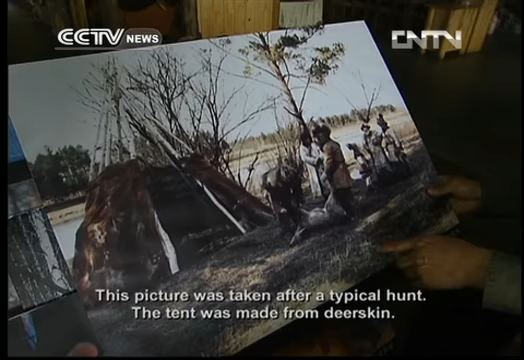 CCTV NEWS
CNTV
This picture was taken after a typical hunt.
The tent was made from deerskin.